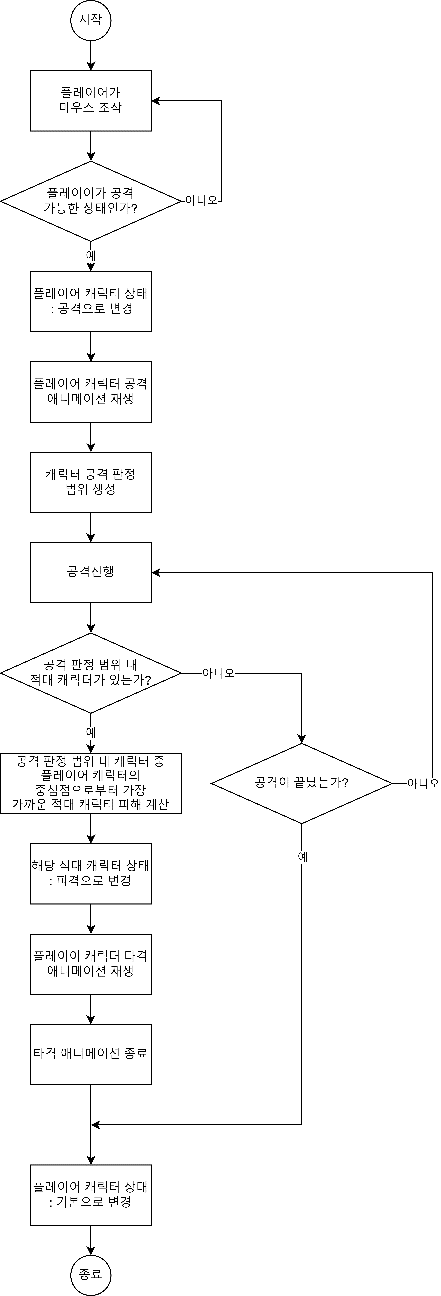 시작
플레이어가
마우스 조작
플레이어가 공격
가능한 상태인가?
아니오
예
플레이어 캐릭터 상태
: 공격으로 변경
플레이어 캐릭터 공격
애니메이션 재생
캐릭터 공격 판정
범위 생성
공격진행
공격 판정 범위 내
적대 캐릭터가 있는가?
아니오
예
공격 판정 범위 내 캐릭터 중
플레이어 캐릭터의
중심점으로부터 가장
가까운 적대 캐릭터 피해 계산
공격이 끝났는가?
아니오
해당 적대 캐릭터 상태
: 피격으로 변경
예
플레이어 캐릭터 타격
애니메이션 재생
타격 애니메이션 종료
플레이어 캐릭터 상태
: 기본으로 변경
종료